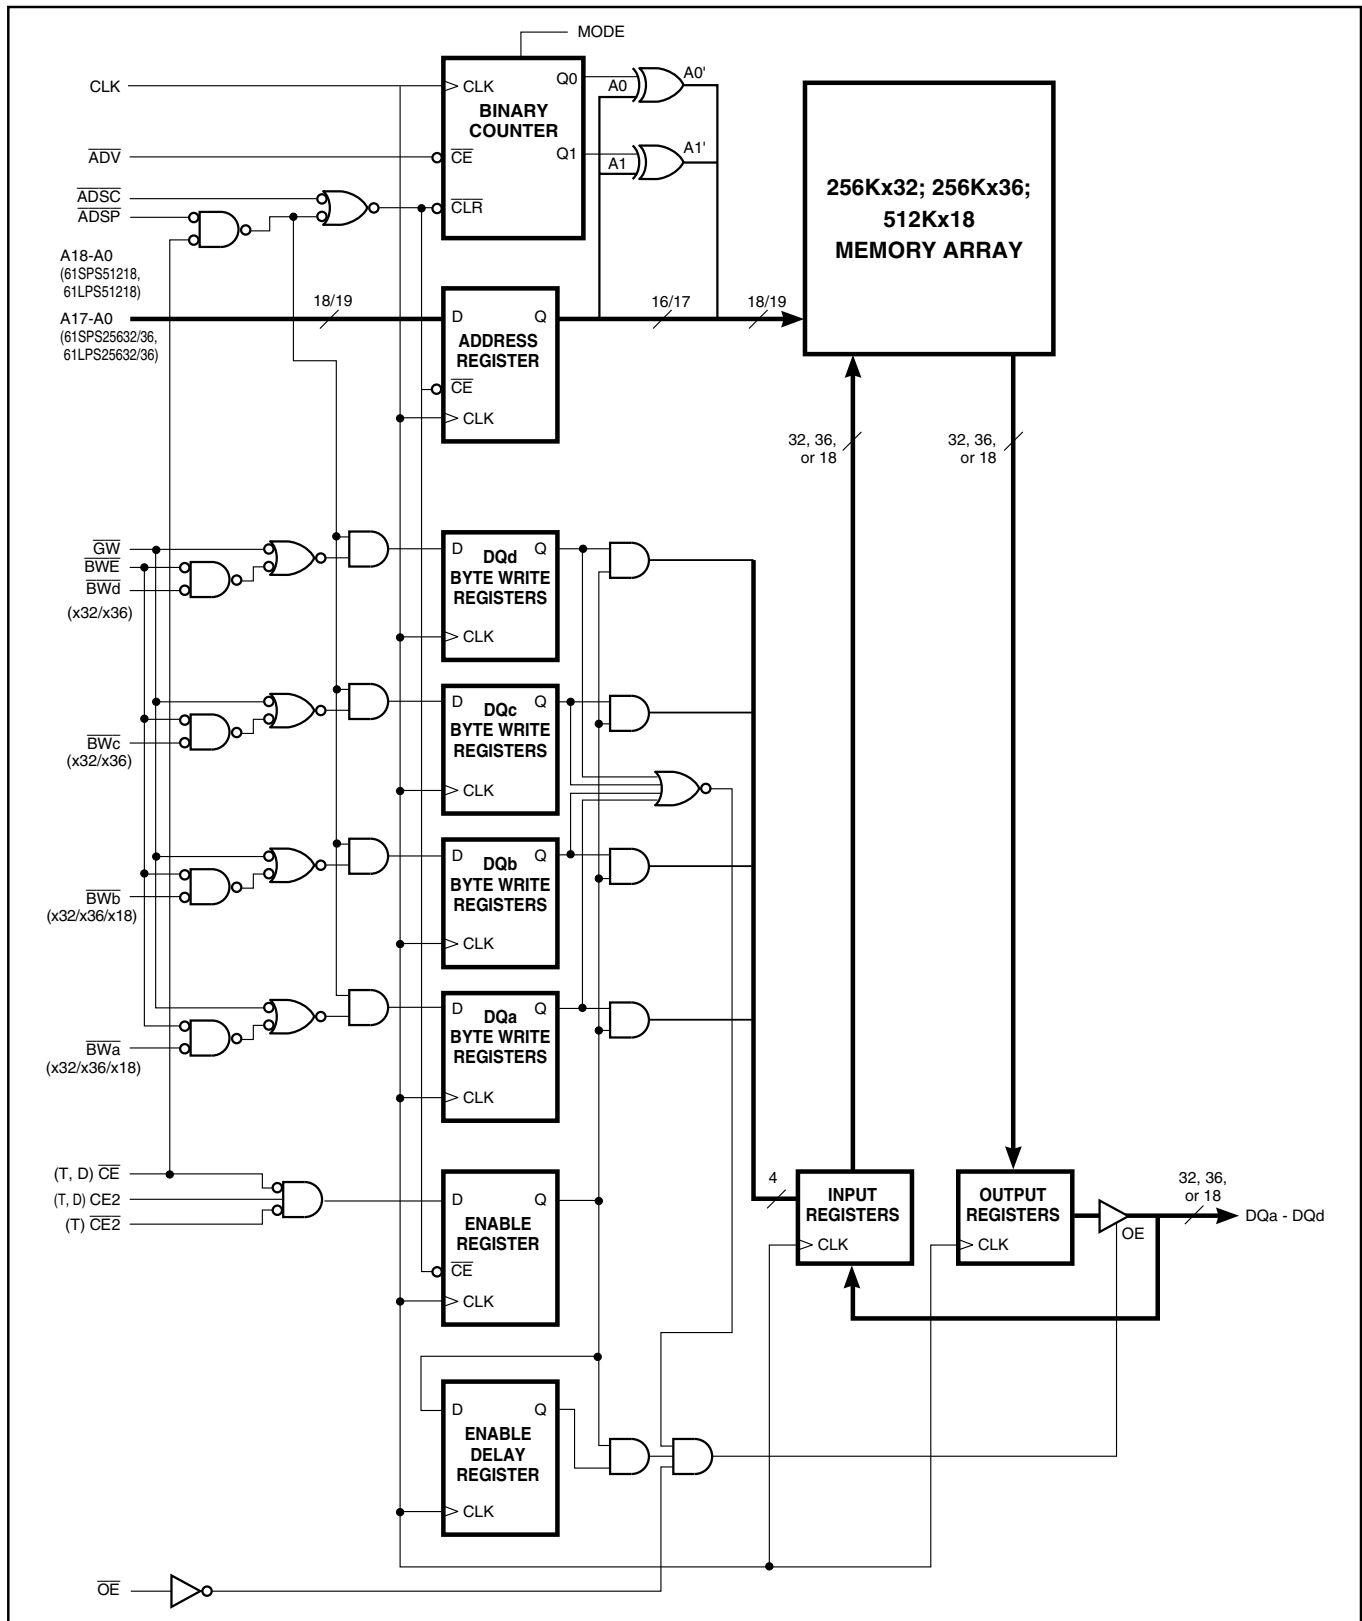 MODE
CLK
CLK
Q0
A0
A0'
BINARY
COUNTER
ADV
CE
Q1
A1
A1'
256Kx32; 256Kx36;
512Kx18
MEMORY ARRAY
ADSC
ADSP
CLR
A18-A0
(61SPS51218,
61LPS51218)
A17-A0
(61SPS25632/36,
61LPS25632/36)
18/19
D
Q
16/17
18/19
ADDRESS
REGISTER
CE
CLK
32, 36,
or 18
32, 36,
or 18
GW
BWE
BWd
(x32/x36)
D
DQd
Q
BYTE WRITE
REGISTERS
CLK
BWc
(x32/x36)
D
DQc
Q
BYTE WRITE
REGISTERS
CLK
BWb
(x32/x36/x18)
D
DQb
Q
BYTE WRITE
REGISTERS
CLK
BWa
(x32/x36/x18)
D
DQa
Q
BYTE WRITE
REGISTERS
CLK
(T, D) CE
(T, D) CE2
(T) CE2
D
Q
ENABLE
REGISTER
CE
CLK
4
INPUT
REGISTERS
CLK
OUTPUT
REGISTERS
CLK
OE
32, 36,
or 18
DQa - DQd
D
Q
ENABLE
DELAY
REGISTER
CLK
OE